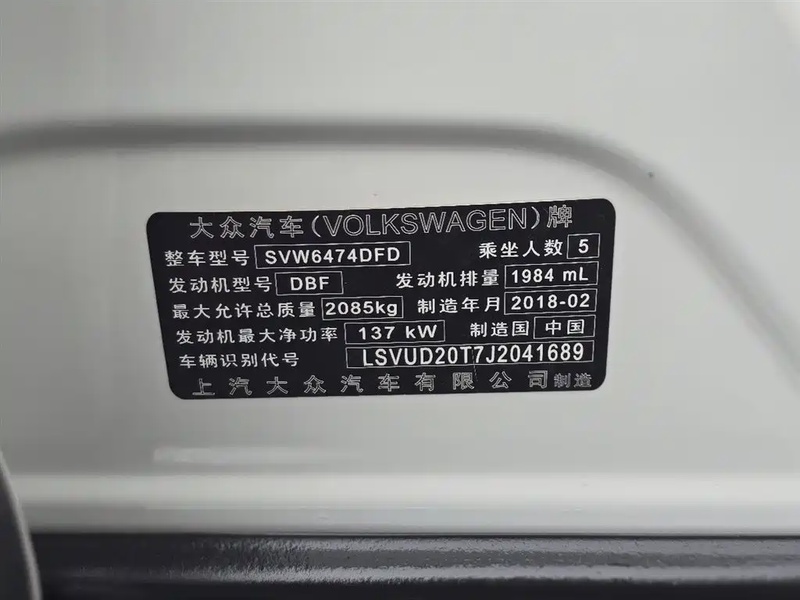 大众汽车(VOLKSWAGEN)牌
整车型号 SVW6474DFD 乘坐人数 5
发动机型号 DBF 发动机排量 1984 mL
最大允许总质量 2085kg 制造年月 2018-02
发动机最大净功率 137 kW 制造国 中国
车辆识别代号 LSVUD20T7J2041689
上汽大众汽车有限公司制造